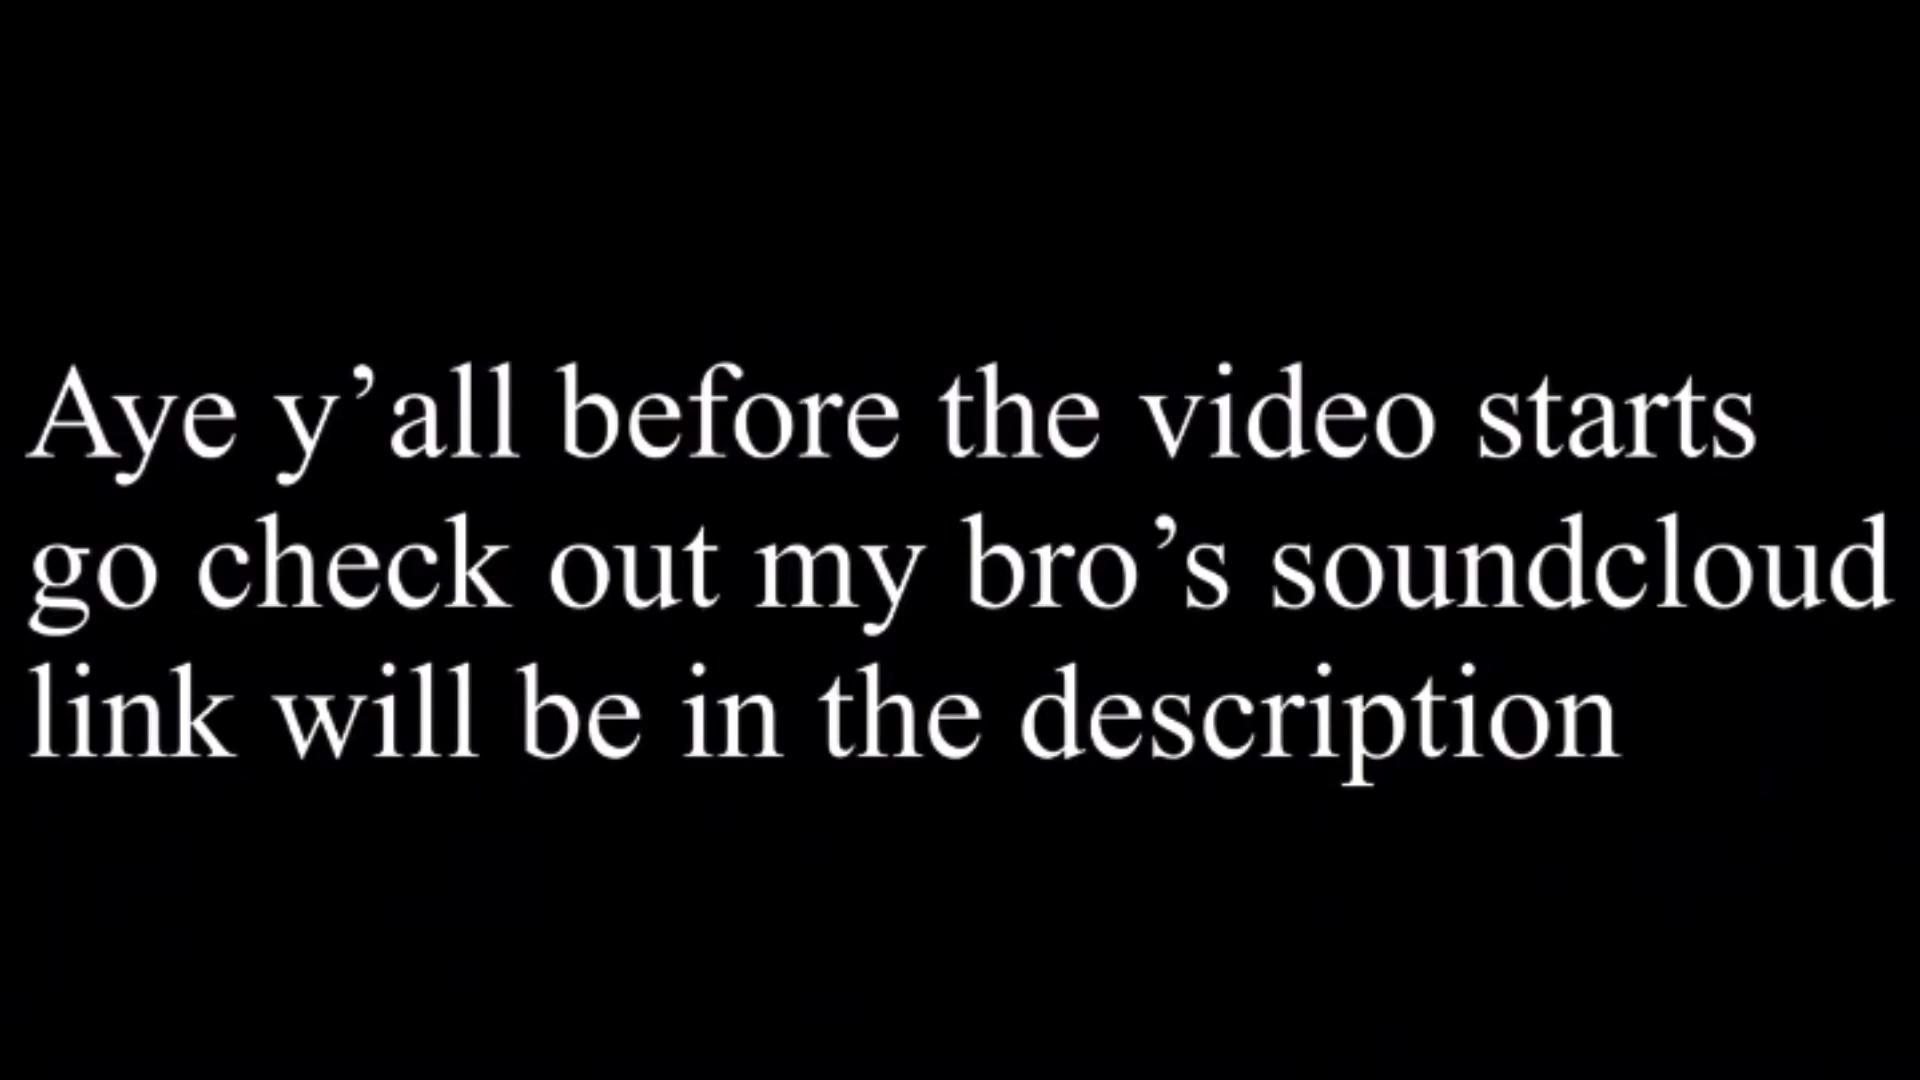 Aye y’all before the video starts
go check out my bro’s soundcloud
link will be in the description